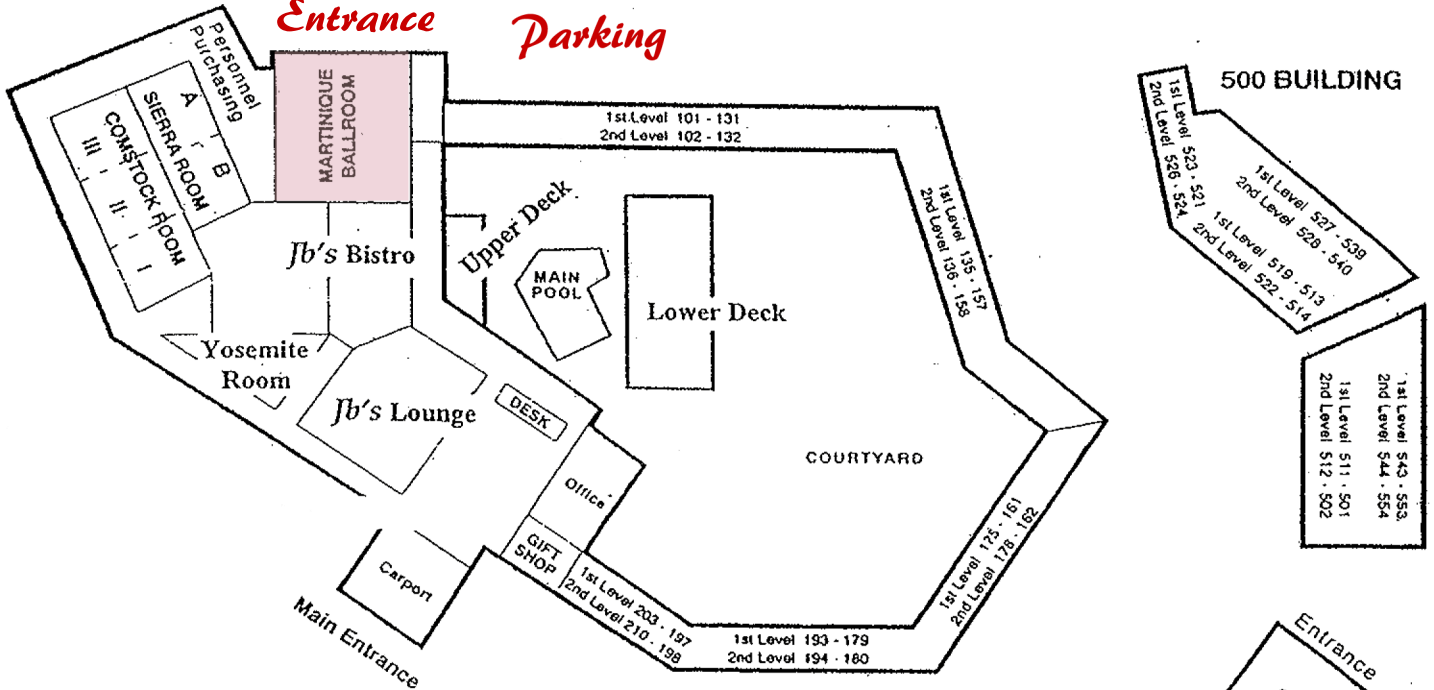 Entrance
Parking
500 BUILDING
Personnel
Purchasing
MARTINIQUE
BALLROOM
A
B
SIERRA ROOM
COMSTOCK ROOM
III
II
I
1st Level 101 - 131
2nd Level 102 - 132
1st Level 523 - 521
2nd Level 526 - 524
1st Level 527 - 539
2nd Level 528 - 540
1st Level 519 - 513
2nd Level 522 - 514
Upper Deck
1st Level 135 - 157
2nd Level 136 - 158
Jb's Bistro
MAIN
POOL
Lower Deck
Yosemite
Room
Jb's Lounge
DESK
1st Level 543 - 553
2nd Level 544 - 554
1st Level 511 - 501
2nd Level 512 - 502
COURTYARD
Office
GIFT
SHOP
1st Level 175 - 161
2nd Level 178 - 162
Carport
Main Entrance
1st Level 203 - 197
2nd Level 210 - 198
1st Level 193 - 179
2nd Level 194 - 180
Entrance